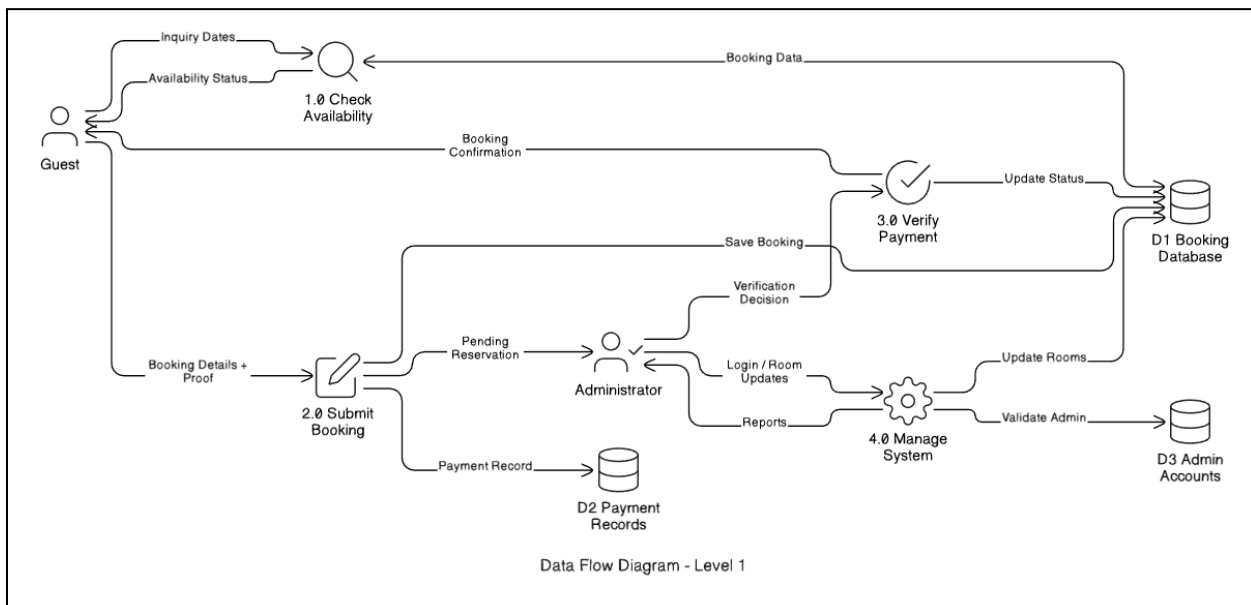 Inquiry Dates
Availability Status
1.0 Check
Availability
Booking Data
Guest
Booking
Confirmation
3.0 Verify
Payment
Update Status
D1 Booking
Database
Save Booking
Verification
Decision
Booking Details +
Proof
2.0 Submit
Booking
Pending
Reservation
Administrator
Login / Room
Updates
Reports
4.0 Manage
System
Update Rooms
Validate Admin
D3 Admin
Accounts
Payment Record
D2 Payment
Records
Data Flow Diagram - Level 1